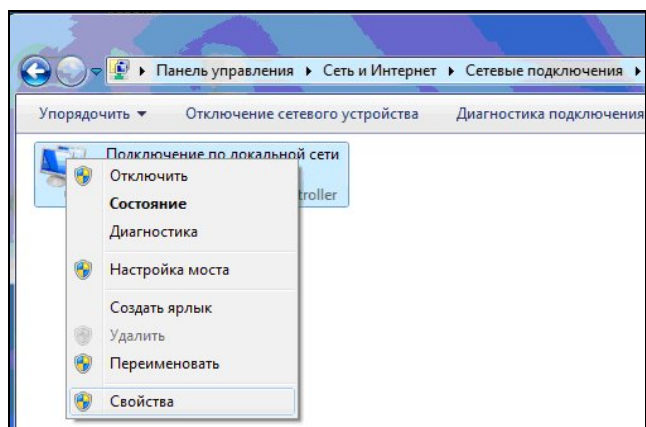 Панель управления ▸ Сеть и Интернет ▸ Сетевые подключения ▸
Упорядочить ▾ Отключение сетевого устройства Диагностика подключения
Подключение по локальной сети
troller
Отключить
Состояние
Диагностика
Настройка моста
Создать ярлык
Удалить
Переименовать
Свойства